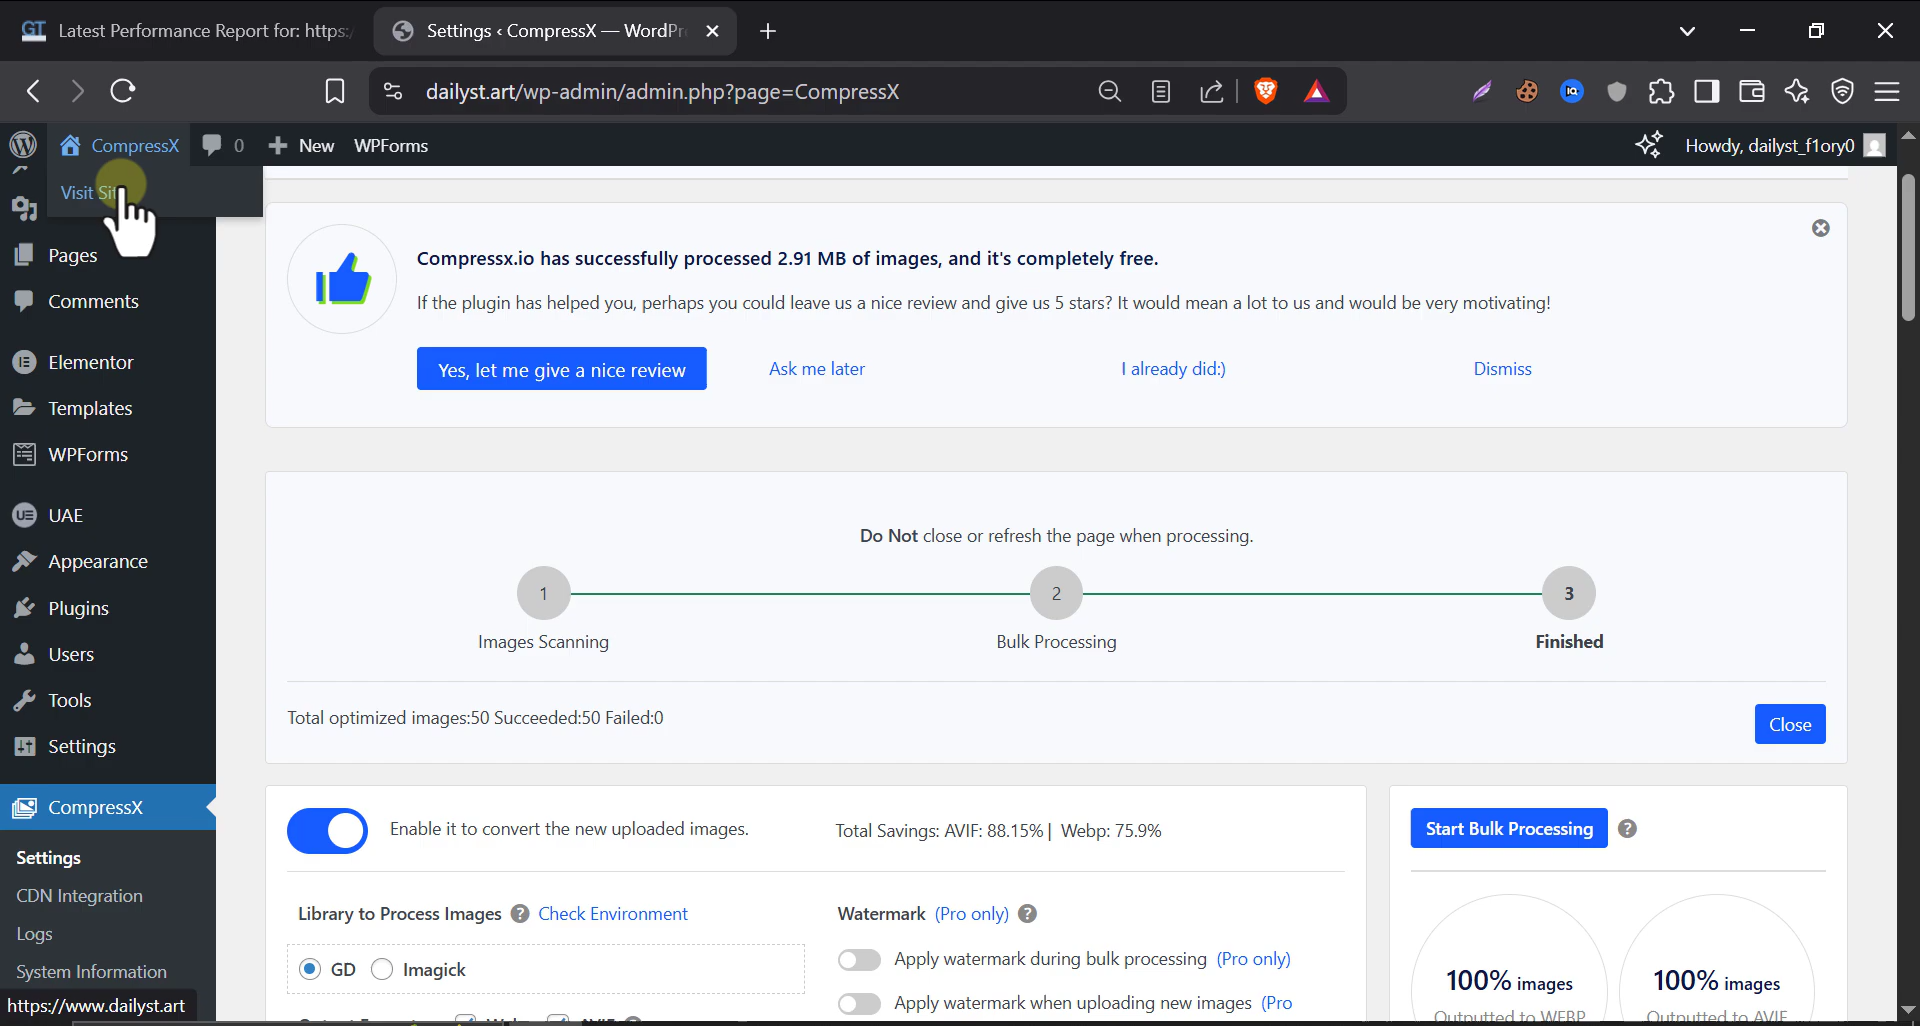 GT Latest Performance Report for: https:/
Settings ‹ CompressX — WordPr
dailyst.art/wp-admin/admin.php?page=CompressX
CompressX 0 New WPForms
Howdy, dailyst_f1ory0
Visit Sit
Pages
Comments
Elementor
Templates
WPForms
UAE
Appearance
Plugins
Users
Tools
Settings
CompressX
Settings
CDN Integration
Logs
System Information
https://www.dailyst.art
Compressx.io has successfully processed 2.91 MB of images, and it's completely free.
If the plugin has helped you, perhaps you could leave us a nice review and give us 5 stars? It would mean a lot to us and would be very motivating!
Yes, let me give a nice review
Ask me later
I already did:)
Dismiss
Do Not close or refresh the page when processing.
1 2 3
Images Scanning
Bulk Processing
Finished
Total optimized images:50 Succeeded:50 Failed:0
Close
Enable it to convert the new uploaded images.
Total Savings: AVIF: 88.15% | Webp: 75.9%
Library to Process Images ? Check Environment
GD Imagick
Watermark (Pro only) ?
Apply watermark during bulk processing (Pro only)
Apply watermark when uploading new images (Pro
Start Bulk Processing ?
100% images
Outputted to WEBP
100% images
Outputted to AVIF